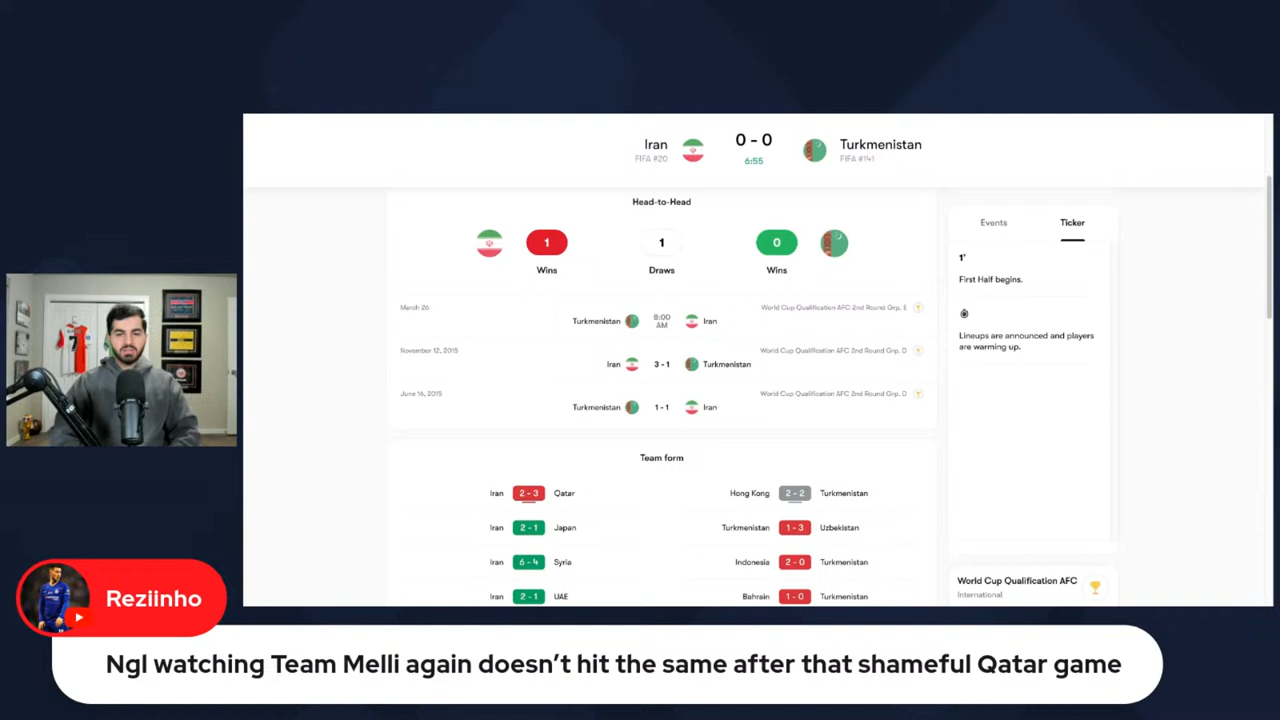 Iran
FIFA #20
0 - 0
6:55
Turkmenistan
FIFA #141
Head-to-Head
1
Wins
1
Draws
0
Wins
March 26
Turkmenistan 8:00 AM Iran
World Cup Qualification AFC 2nd Round Grp. E
November 12, 2015
Iran 3 - 1 Turkmenistan
World Cup Qualification AFC 2nd Round Grp. D
June 16, 2015
Turkmenistan 1 - 1 Iran
World Cup Qualification AFC 2nd Round Grp. D
Team form
Iran 2 - 3 Qatar
Hong Kong 2 - 2 Turkmenistan
Iran 2 - 1 Japan
Turkmenistan 1 - 3 Uzbekistan
Iran 6 - 4 Syria
Indonesia 2 - 0 Turkmenistan
Iran 2 - 1 UAE
Bahrain 1 - 0 Turkmenistan
Events Ticker
1'
First Half begins.
Lineups are announced and players
are warming up.
World Cup Qualification AFC
International
7
Reziinho
Ngl watching Team Melli again doesn't hit the same after that shameful Qatar game